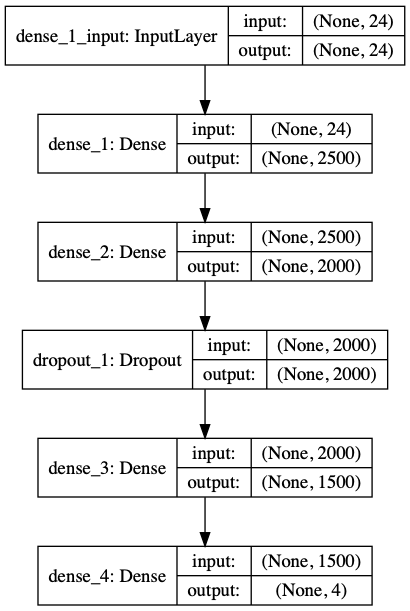 dense_1_input: InputLayer
input: (None, 24)
output: (None, 24)
dense_1: Dense
input: (None, 24)
output: (None, 2500)
dense_2: Dense
input: (None, 2500)
output: (None, 2000)
dropout_1: Dropout
input: (None, 2000)
output: (None, 2000)
dense_3: Dense
input: (None, 2000)
output: (None, 1500)
dense_4: Dense
input: (None, 1500)
output: (None, 4)